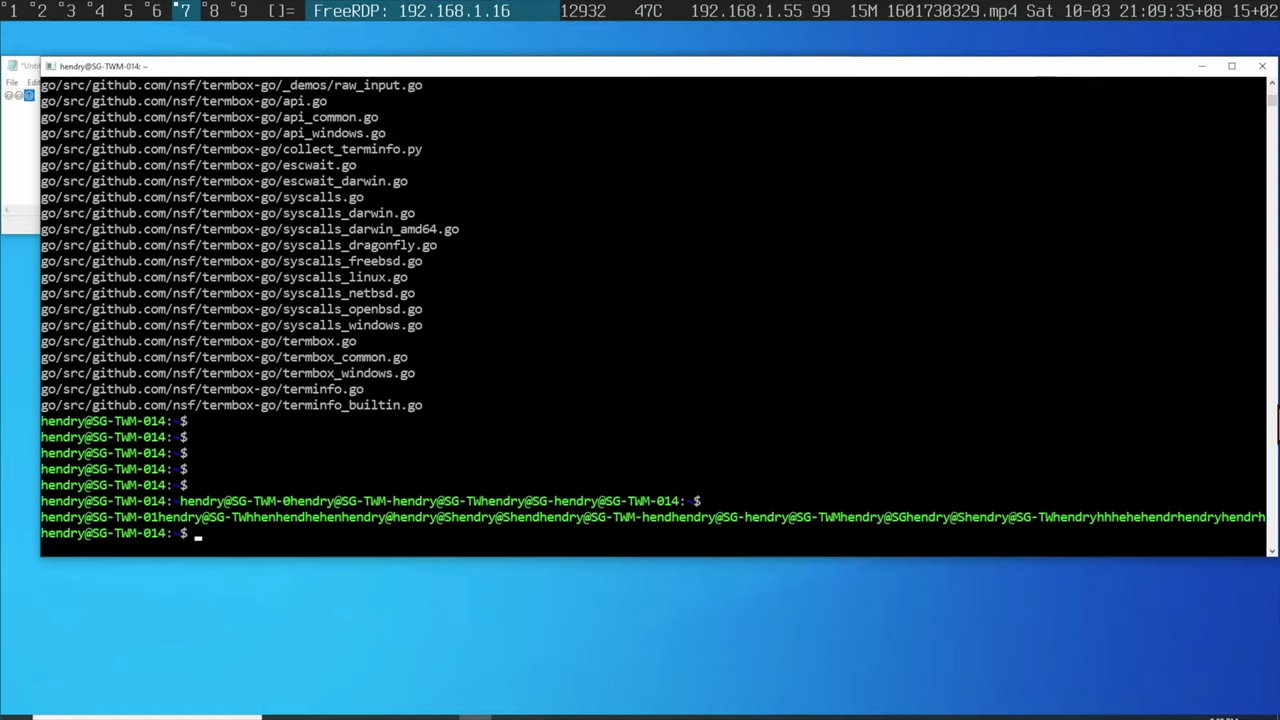 1 2 3 4 5 6 7 8 9 []= FreeRDP: 192.168.1.16 12932 47C 192.168.1.55 99 15M 1601730329.mp4 Sat 10-03 21:09:35+08 15+02
hendry@SG-TWM-014: ~
File Edi
go/src/github.com/nsf/termbox-go/_demos/raw_input.go
go/src/github.com/nsf/termbox-go/api.go
go/src/github.com/nsf/termbox-go/api_common.go
go/src/github.com/nsf/termbox-go/api_windows.go
go/src/github.com/nsf/termbox-go/collect_terminfo.py
go/src/github.com/nsf/termbox-go/escwait.go
go/src/github.com/nsf/termbox-go/escwait_darwin.go
go/src/github.com/nsf/termbox-go/syscalls.go
go/src/github.com/nsf/termbox-go/syscalls_darwin.go
go/src/github.com/nsf/termbox-go/syscalls_darwin_amd64.go
go/src/github.com/nsf/termbox-go/syscalls_dragonfly.go
go/src/github.com/nsf/termbox-go/syscalls_freebsd.go
go/src/github.com/nsf/termbox-go/syscalls_linux.go
go/src/github.com/nsf/termbox-go/syscalls_netbsd.go
go/src/github.com/nsf/termbox-go/syscalls_openbsd.go
go/src/github.com/nsf/termbox-go/syscalls_windows.go
go/src/github.com/nsf/termbox-go/termbox.go
go/src/github.com/nsf/termbox-go/termbox_common.go
go/src/github.com/nsf/termbox-go/termbox_windows.go
go/src/github.com/nsf/termbox-go/terminfo.go
go/src/github.com/nsf/termbox-go/terminfo_builtin.go
hendry@SG-TWM-014:~$
hendry@SG-TWM-014:~$
hendry@SG-TWM-014:~$
hendry@SG-TWM-014:~$
hendry@SG-TWM-014:~$
hendry@SG-TWM-014:~hendry@SG-TWM-0hendry@SG-TWM-hendry@SG-TWhendry@SG-hendry@SG-TWM-014:~$
hendry@SG-TWM-01hendry@SG-TWhhenhendhehenhendry@hendry@Shendry@Shendhendry@SG-TWM-hendhendry@SG-hendry@SG-TWMhendry@SGhendry@Shendry@SG-TWhendryhhhehehendrhendryhendrh
hendry@SG-TWM-014:~$